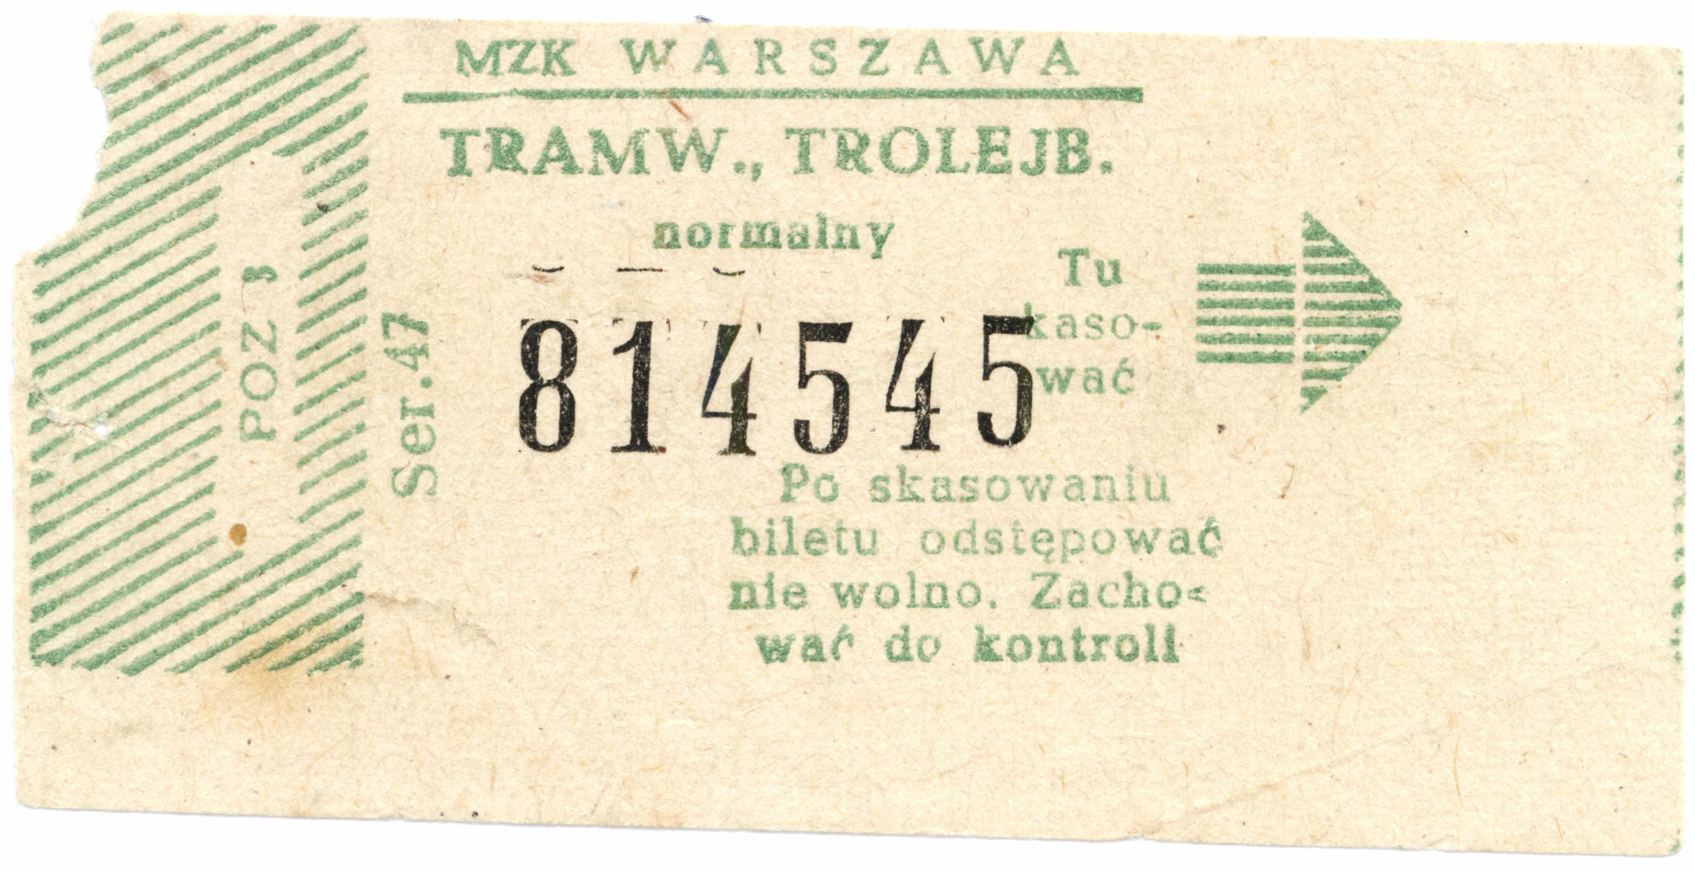 MZK WARSZAWA
TRAMW., TROLEJB.
normalny
Tu
kaso-
wać
814545
Po skasowaniu
biletu odstępować
nie wolno. Zacho-
wać do kontroli
Ser. 47
POZ